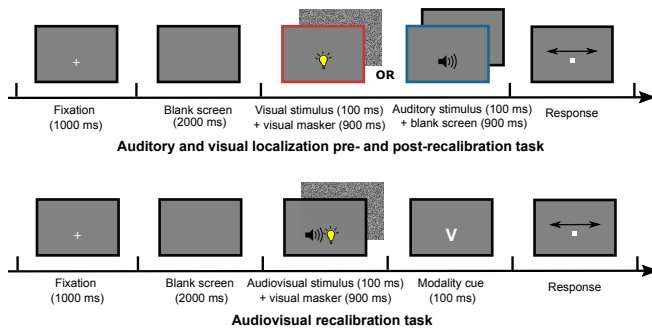 OR
Fixation
(1000 ms)
Blank screen
(2000 ms)
Visual stimulus (100 ms)
+ visual masker (900 ms)
Auditory stimulus (100 ms)
+ blank screen (900 ms)
Response
Auditory and visual localization pre- and post-recalibration task
V
Fixation
(1000 ms)
Blank screen
(2000 ms)
Audiovisual stimulus (100 ms)
+ visual masker (900 ms)
Modality cue
(100 ms)
Response
Audiovisual recalibration task